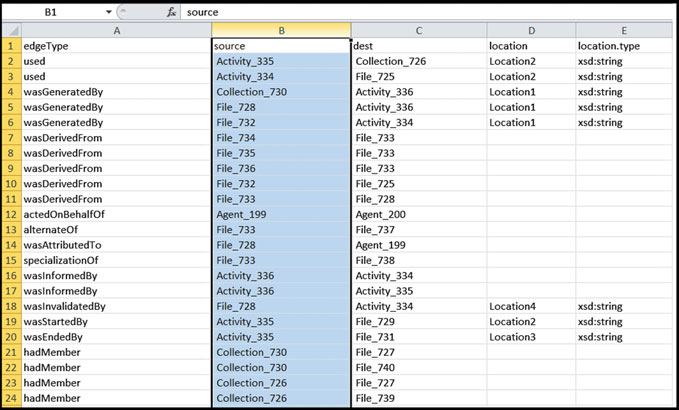 B1 fx source
A B C D E
1 edgeType source dest location location.type
2 used Activity_335 Collection_726 Location2 xsd:string
3 used Activity_334 File_725 Location2 xsd:string
4 wasGeneratedBy Collection_730 Activity_336 Location1 xsd:string
5 wasGeneratedBy File_728 Activity_336 Location1 xsd:string
6 wasGeneratedBy File_732 Activity_334 Location1 xsd:string
7 wasDerivedFrom File_734 File_733
8 wasDerivedFrom File_735 File_733
9 wasDerivedFrom File_736 File_733
10 wasDerivedFrom File_732 File_725
11 wasDerivedFrom File_733 File_728
12 actedOnBehalfOf Agent_199 Agent_200
13 alternateOf File_733 File_737
14 wasAttributedTo File_728 Agent_199
15 specializationOf File_733 File_738
16 wasInformedBy Activity_336 Activity_334
17 wasInformedBy Activity_336 Activity_335
18 wasInvalidatedBy File_728 Activity_334 Location4 xsd:string
19 wasStartedBy Activity_335 File_729 Location2 xsd:string
20 wasEndedBy Activity_335 File_731 Location3 xsd:string
21 hadMember Collection_730 File_727
22 hadMember Collection_730 File_740
23 hadMember Collection_726 File_727
24 hadMember Collection_726 File_739